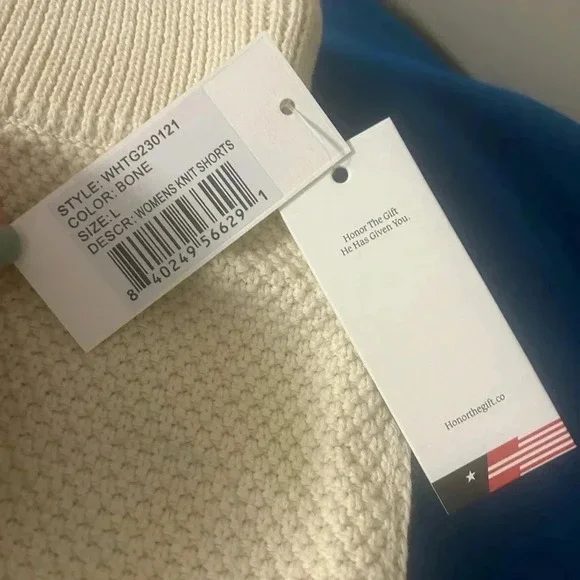 STYLE: WHTG230121
COLOR: BONE
SIZE: L
DESCR: WOMENS KNIT SHORTS
8 40249 56629 1
Honor The Gift
He Has Given You.
Honorthegift.co